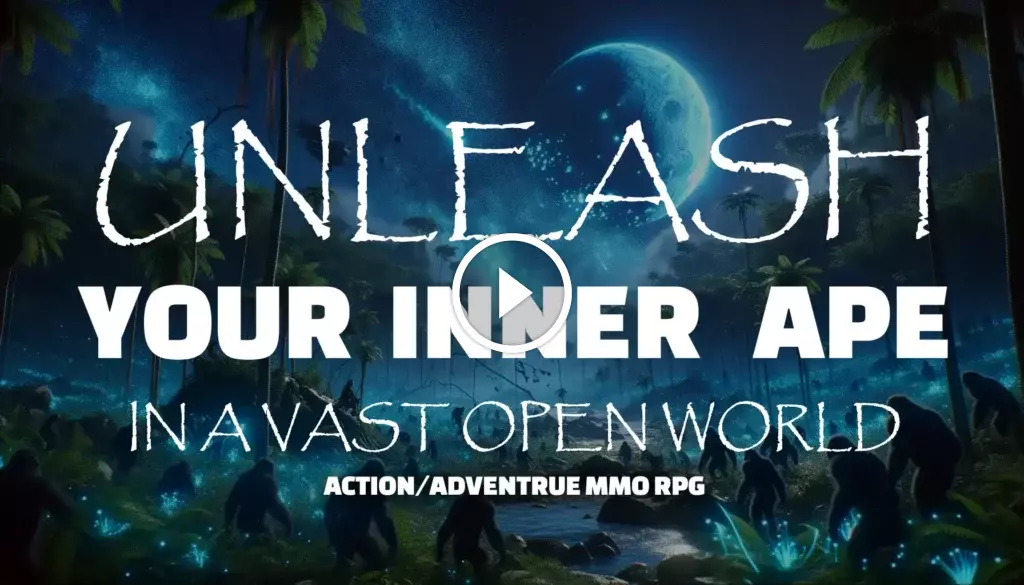 UNLEASH
YOUR INNER APE
IN A VAST OPEN WORLD
ACTION/ADVENTRUE MMO RPG